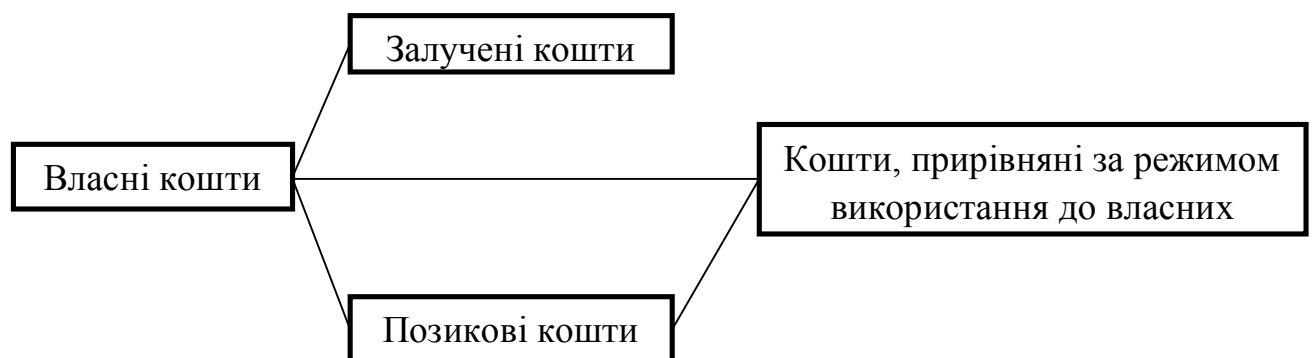 Залучені кошти
Власні кошти
Кошти, прирівняні за режимом
використання до власних
Позикові кошти